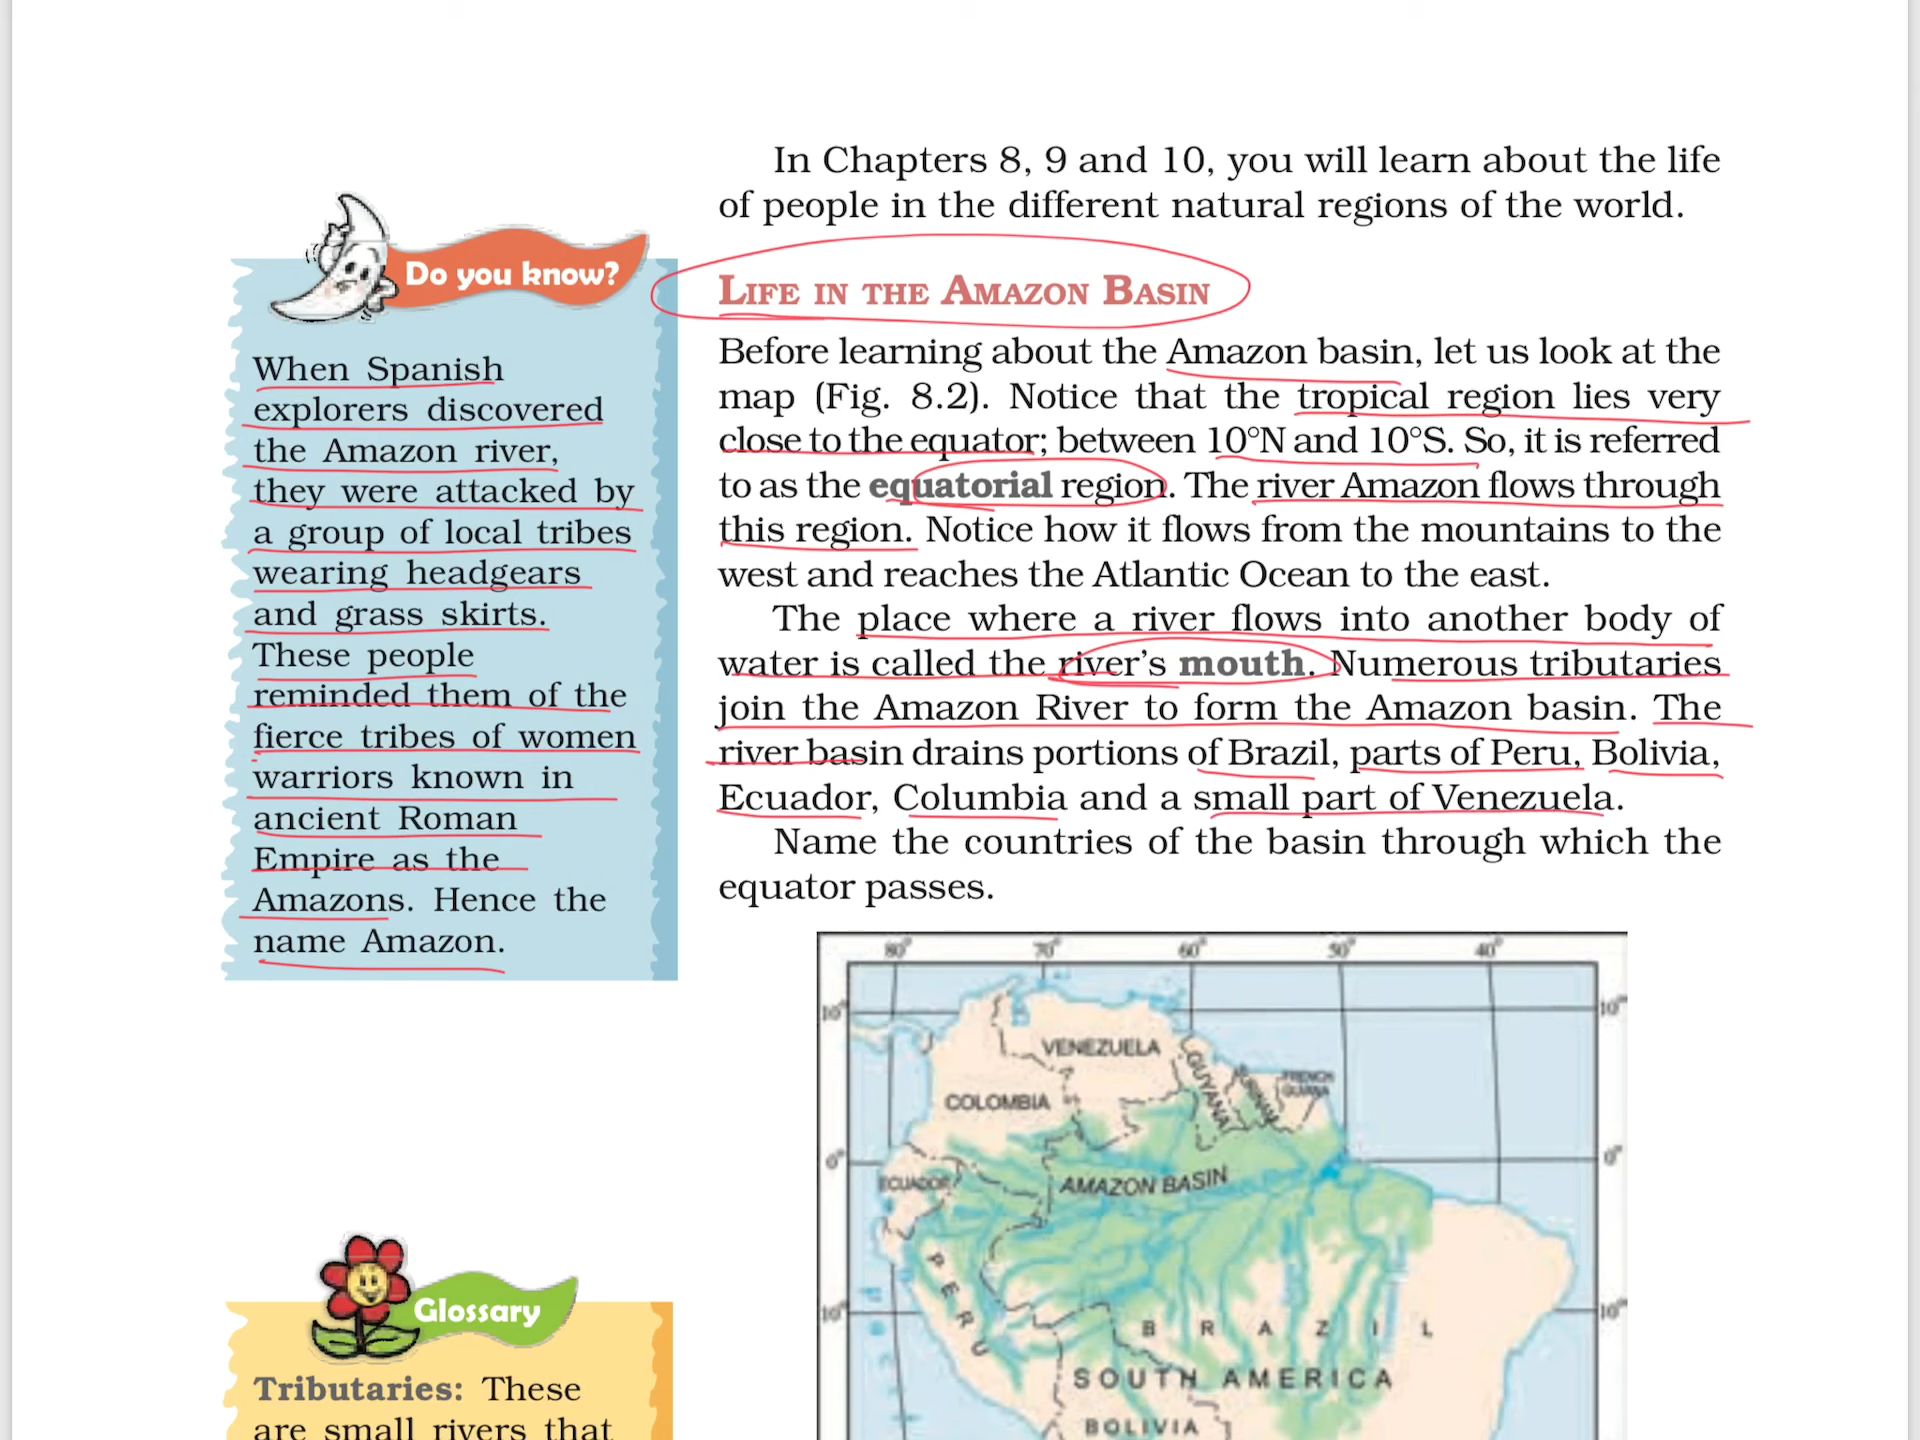 In Chapters 8, 9 and 10, you will learn about the life
of people in the different natural regions of the world.
Do you know?
When Spanish
explorers discovered
the Amazon river,
they were attacked by
a group of local tribes
wearing headgears
and grass skirts.
These people
reminded them of the
fierce tribes of women
warriors known in
ancient Roman
Empire as the
Amazons. Hence the
name Amazon.
LIFE IN THE AMAZON BASIN
Before learning about the Amazon basin, let us look at the
map (Fig. 8.2). Notice that the tropical region lies very
close to the equator; between 10°N and 10°S. So, it is referred
to as the equatorial region. The river Amazon flows through
this region. Notice how it flows from the mountains to the
west and reaches the Atlantic Ocean to the east.
The place where a river flows into another body of
water is called the river's mouth. Numerous tributaries
join the Amazon River to form the Amazon basin. The
river basin drains portions of Brazil, parts of Peru, Bolivia,
Ecuador, Columbia and a small part of Venezuela.
Name the countries of the basin through which the
equator passes.
80° 70° 60° 50° 40°
10° 10°
VENEZUELA
GUYANA
FRENCH
GUIANA
COLOMBIA
0° 0°
ECUADOR
AMAZON BASIN
PERU
10° 10°
BRAZIL
SOUTH AMERICA
BOLIVIA
Glossary
Tributaries: These
are small rivers that